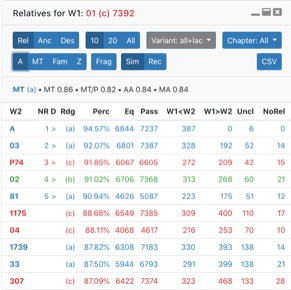 Relatives for W1: 01 (c) 7392
Rel Anc Des 10 20 All Variant: all+lac Chapter: All
A MT Fam Z Frag Sim Rec CSV
MT (a) • MT 0.86 • MT/P 0.82 • AA 0.84 • MA 0.84
W2 NR D Rdg Perc Eq Pass W1<W2 W1>W2 Uncl NoRel
A 1 > (a) 94.57% 6844 7237 387 0 6 0
03 2 > (a) 92.07% 6801 7387 328 192 52 14
P74 3 > (c) 91.85% 6067 6605 272 209 42 15
02 4 > (b) 91.02% 6706 7368 313 268 60 21
81 5 > (a) 90.94% 4626 5087 223 175 51 12
1175 (c) 88.68% 6549 7385 309 400 110 17
04 (c) 88.11% 4068 4617 216 253 70 10
1739 (a) 87.82% 6308 7183 330 393 138 14
33 (a) 87.50% 5944 6793 291 399 138 21
307 (c) 87.09% 6422 7374 323 468 133 28